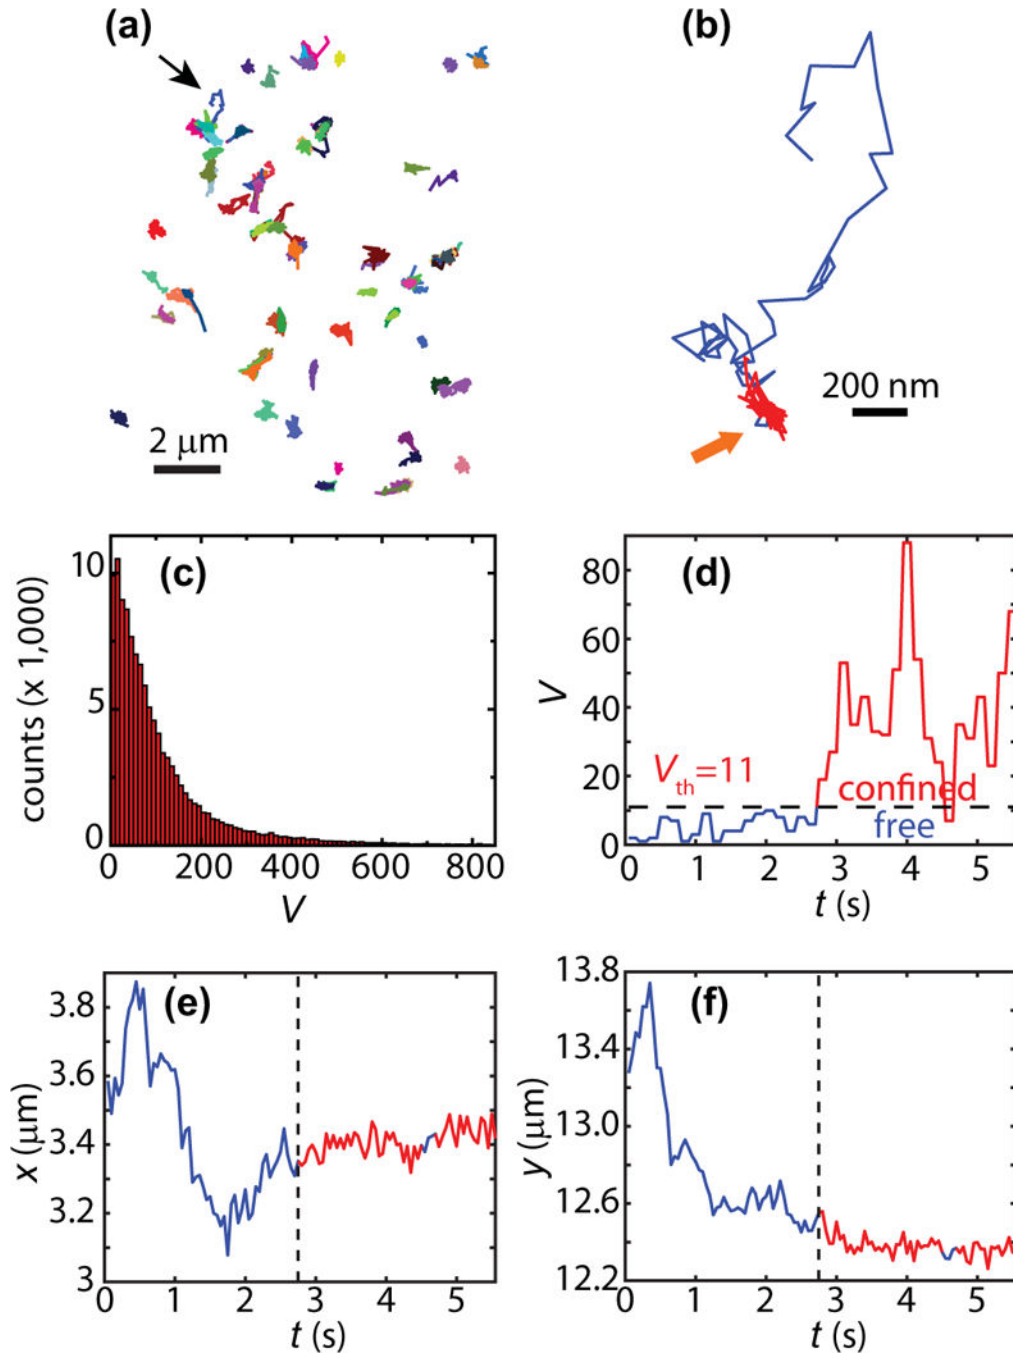 (a)
(b)
2 μm
200 nm
(c)
counts (x 1,000)
10
5
0
0 200 400 600 800
V
(d)
V
80
60
40
20
0
Vth=11
confined
free
0 1 2 3 4 5
t (s)
(e)
x (μm)
3.8
3.6
3.4
3.2
3
0 1 2 3 4 5
t (s)
(f)
y (μm)
13.8
13.4
13.0
12.6
12.2
0 1 2 3 4 5
t (s)